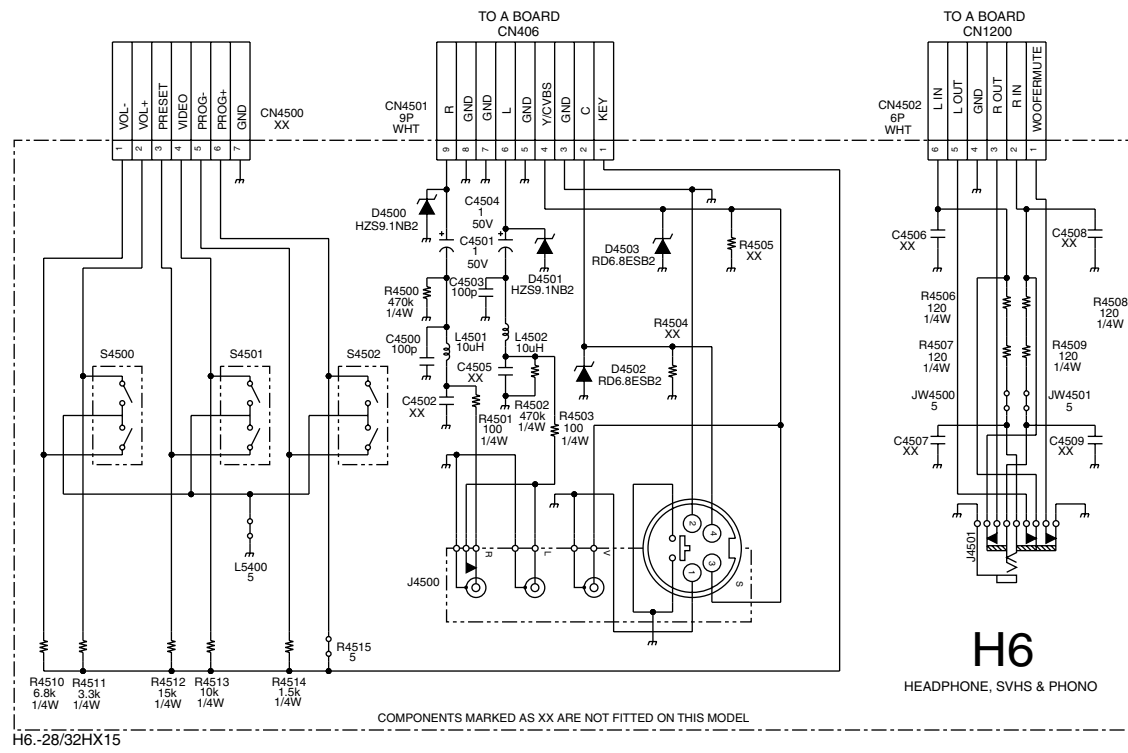 TO A BOARD
CN406
TO A BOARD
CN1200
VOL-
VOL+
PRESET
VIDEO
PROG-
PROG+
GND
1
2
3
4
5
6
7
CN4500
XX
CN4501
9P
WHT
R
GND
GND
L
GND
Y/CVBS
GND
C
KEY
9
8
7
6
5
4
3
2
1
CN4502
6P
WHT
L IN
L OUT
GND
R OUT
R IN
WOOFERMUTE
6
5
4
3
2
1
D4500
HZS9.1NB2
C4504
1
50V
C4501
1
50V
D4501
HZS9.1NB2
D4503
RD6.8ESB2
R4505
XX
C4506
XX
C4508
XX
R4500
470k
1/4W
C4503
100p
R4506
120
1/4W
R4508
120
1/4W
C4500
100p
L4501
10uH
L4502
10uH
R4504
XX
R4507
120
1/4W
R4509
120
1/4W
S4500
S4501
S4502
C4505
XX
D4502
RD6.8ESB2
C4502
XX
R4501
100
1/4W
R4502
470k
1/4W
R4503
100
1/4W
JW4500
5
JW4501
5
C4507
XX
C4509
XX
L5400
5
J4500
R
L
V
2
4
1
3
S
J4501
R4510
6.8k
1/4W
R4511
3.3k
1/4W
R4512
15k
1/4W
R4513
10k
1/4W
R4514
1.5k
1/4W
R4515
5
H6
HEADPHONE, SVHS & PHONO
COMPONENTS MARKED AS XX ARE NOT FITTED ON THIS MODEL
H6.-28/32HX15